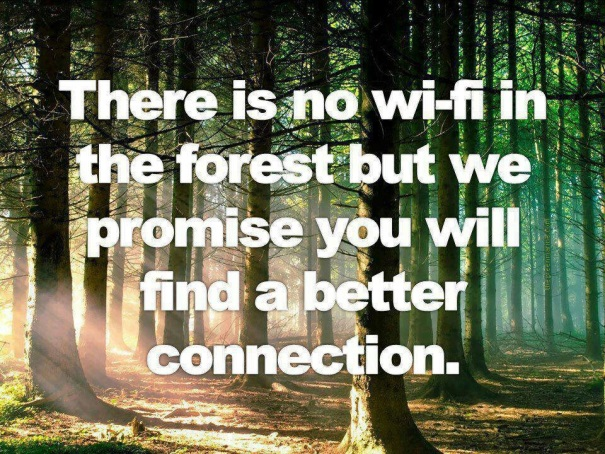 There is no wi-fi in
the forest but we
promise you will
find a better
connection.